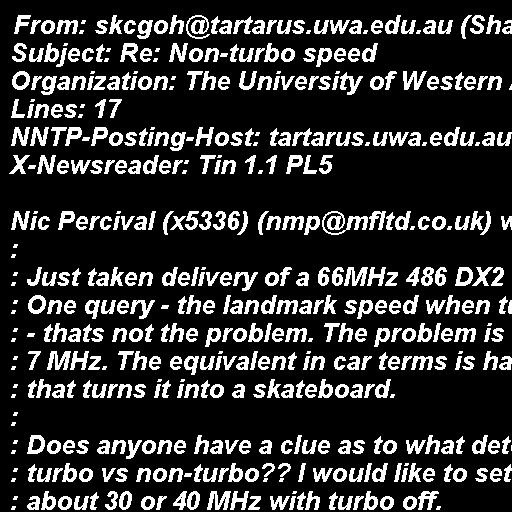 From: skcgoh@tartarus.uwa.edu.au (Sha
Subject: Re: Non-turbo speed
Organization: The University of Western
Lines: 17
NNTP-Posting-Host: tartarus.uwa.edu.au
X-Newsreader: Tin 1.1 PL5

Nic Percival (x5336) (nmp@mfltd.co.uk) w
:
: Just taken delivery of a 66MHz 486 DX2
: One query - the landmark speed when tu
: - thats not the problem. The problem is
: 7 MHz. The equivalent in car terms is ha
: that turns it into a skateboard.
:
: Does anyone have a clue as to what dete
: turbo vs non-turbo?? I would like to set
: about 30 or 40 MHz with turbo off.